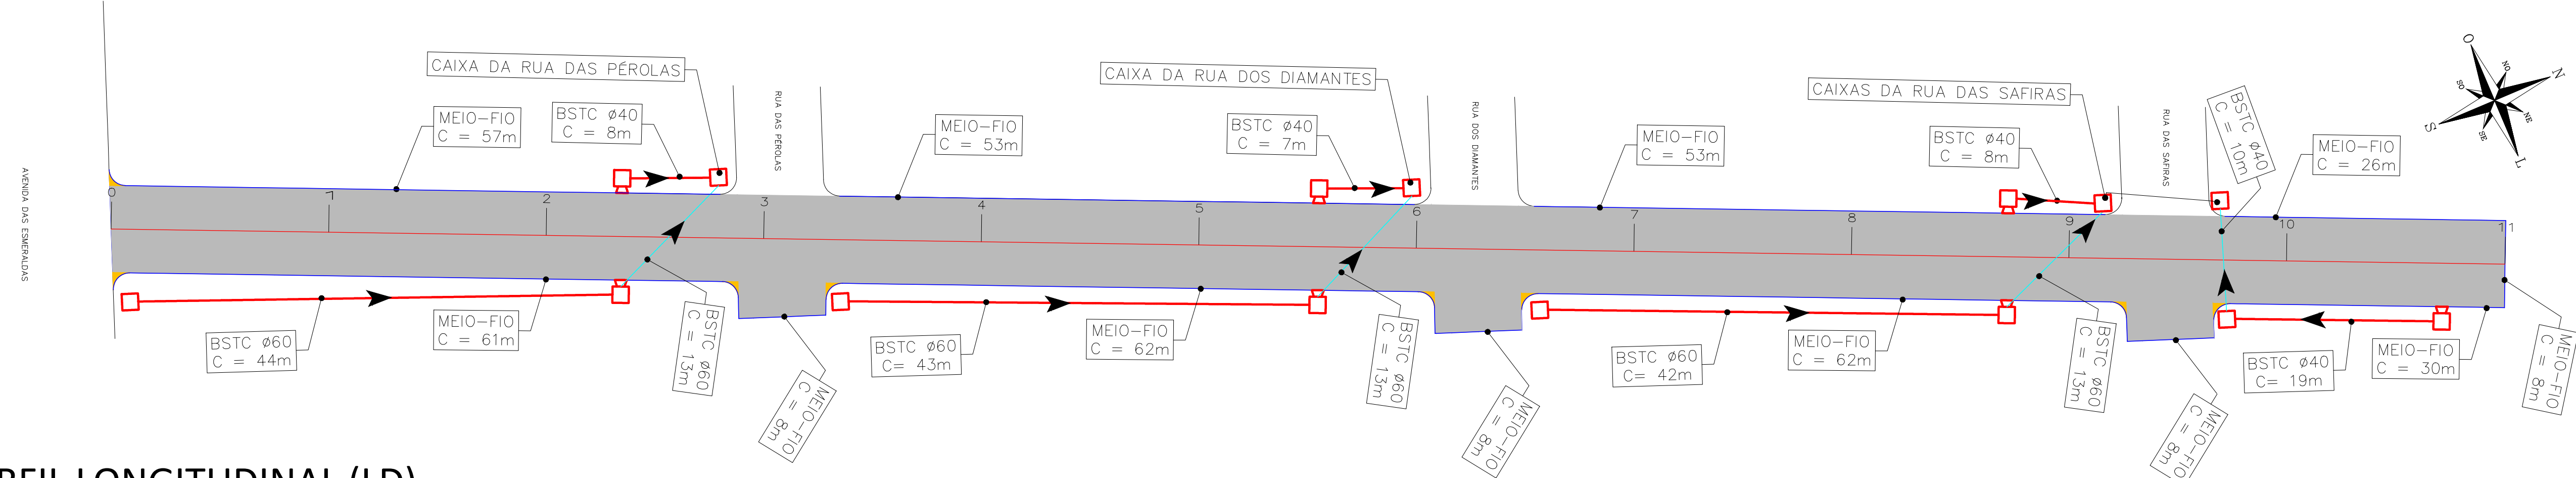 AVENIDA DAS ESMERALDAS
CAIXA DA RUA DAS PÉROLAS
MEIO-FIO
C = 57m
BSTC ø40
C = 8m
RUA DAS PÉROLAS
MEIO-FIO
C = 53m
CAIXA DA RUA DOS DIAMANTES
BSTC ø40
C = 7m
RUA DOS DIAMANTES
MEIO-FIO
C = 53m
CAIXAS DA RUA DAS SAFIRAS
BSTC ø40
C = 8m
RUA DAS SAFIRAS
BSTC ø40
C = 10m
MEIO-FIO
C = 26m
O
NO
N
NE
L
SE
S
SO
0
1
2
3
4
5
6
7
8
9
10
11
BSTC ø60
C = 44m
MEIO-FIO
C = 61m
BSTC ø60
C = 13m
MEIO-FIO
C = 8m
BSTC ø60
C= 43m
MEIO-FIO
C = 62m
BSTC ø60
C = 13m
MEIO-FIO
C = 8m
BSTC ø60
C= 42m
MEIO-FIO
C = 62m
BSTC ø60
C = 13m
MEIO-FIO
C = 8m
BSTC ø40
C= 19m
MEIO-FIO
C = 30m
MEIO-FIO
C = 8m
RFIL LONGITUDINAL (LD)